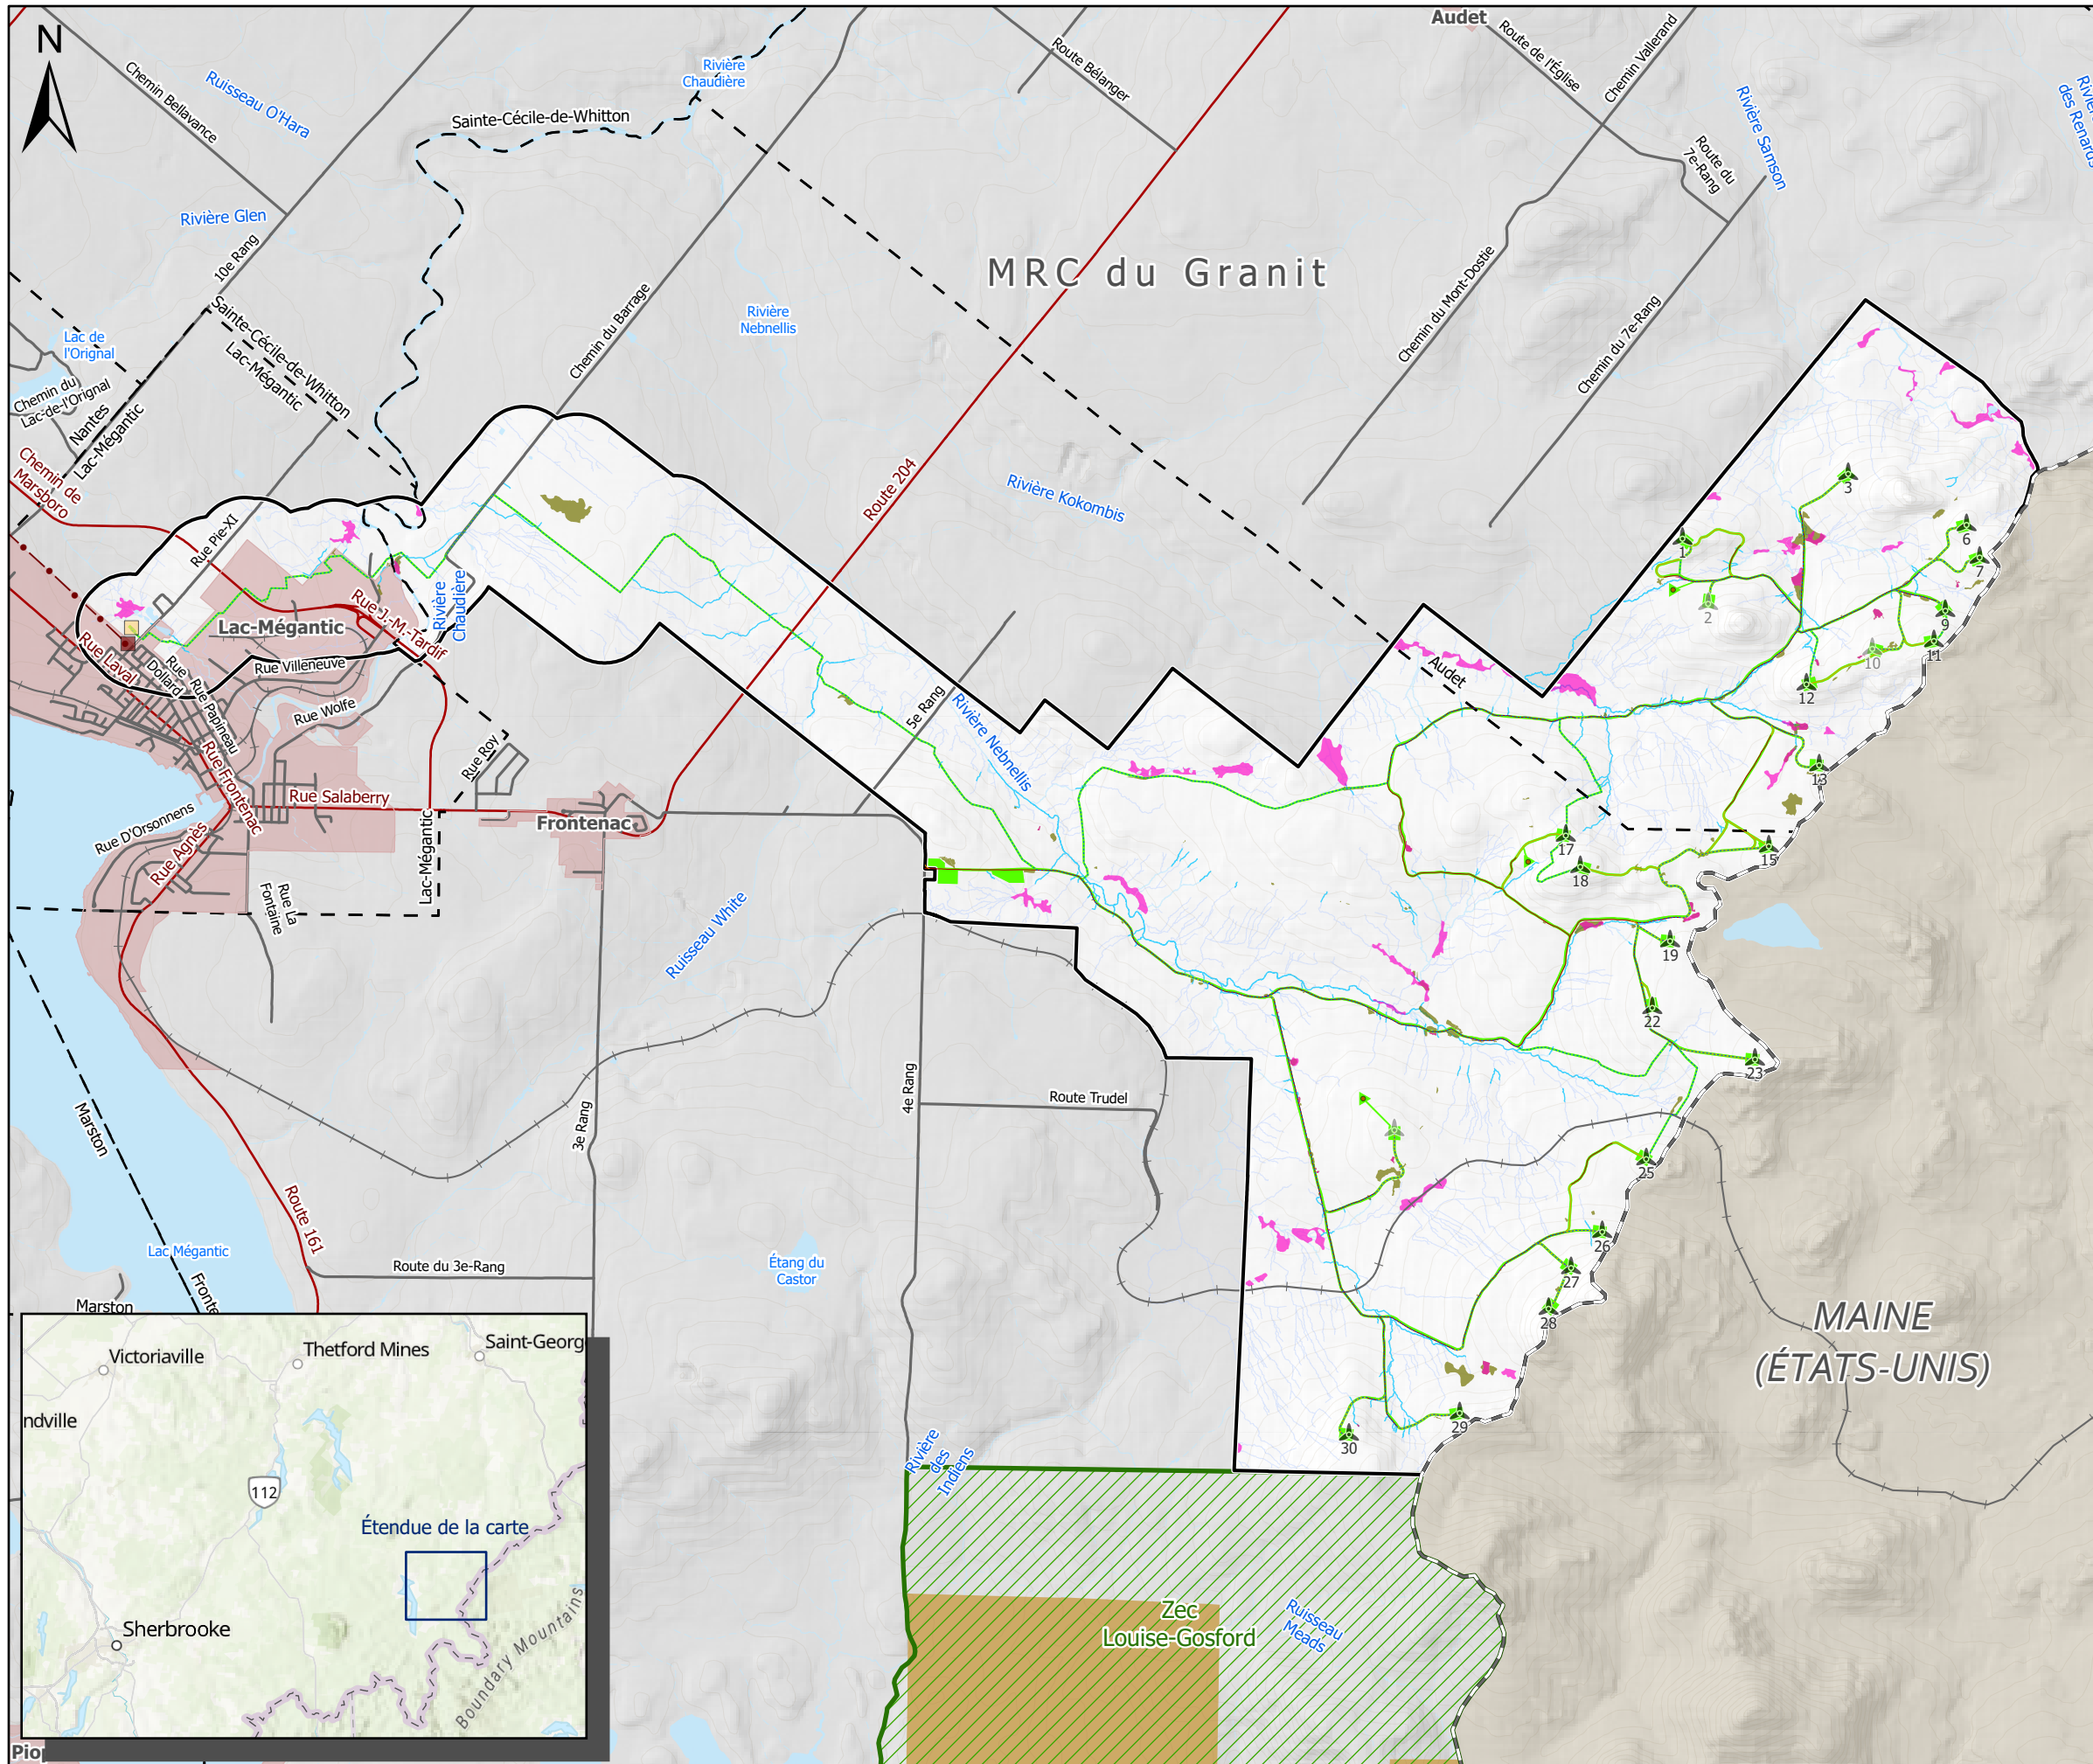 Audet
N
Route de l'Église
Chemin Vallerand
Route Bélanger
Rivière
Chaudière
Chemin Bellavance
Ruisseau O'Hara
Sainte-Cécile-de-Whitton
Rivière Samson
Route du
7e-Rang
Rivière Glen
10e Rang
MRC du Granit
Chemin du Mont-Dostie
Chemin du 7e-Rang
Chemin du Barrage
Rivière
Nebnellis
Sainte-Cécile-de-Whitton
Lac-Mégantic
Lac de
l'Orignal
Chemin du
Lac-de-l'Orignal
Nantes
Lac-Mégantic
Chemin de
Marsboro
Route 204
Rivière Kokombis
Rue Pie-XI
3
6
1
7
2
9
10
11
12
Rivière
Chaudière
Rue J.-M.-Tardif
Lac-Mégantic
Rue Laval
Rue
Dollard
Rue Papineau
Rue Villeneuve
Rue Wolfe
Audet
5e Rang
Rivière Nebnellis
Rue Roy
Rue Frontenac
13
Rue Salaberry
Frontenac
Rue D'Orsonnens
Rue Agnès
Lac-Mégantic
17
15
18
Rue La
Fontaine
Ruisseau White
19
22
23
4e Rang
Route Trudel
3e Rang
Marston
25
Route 161
26
Lac Mégantic
Étang du
Castor
Route du 3e-Rang
27
Marston
28
MAINE
(ÉTATS-UNIS)
29
30
Rivière
des
Indiens
Victoriaville
Thetford Mines
112
Étendue de la carte
Sherbrooke
Boundary Mountains
Zec
Louise-Gosford
Ruisseau
Meads